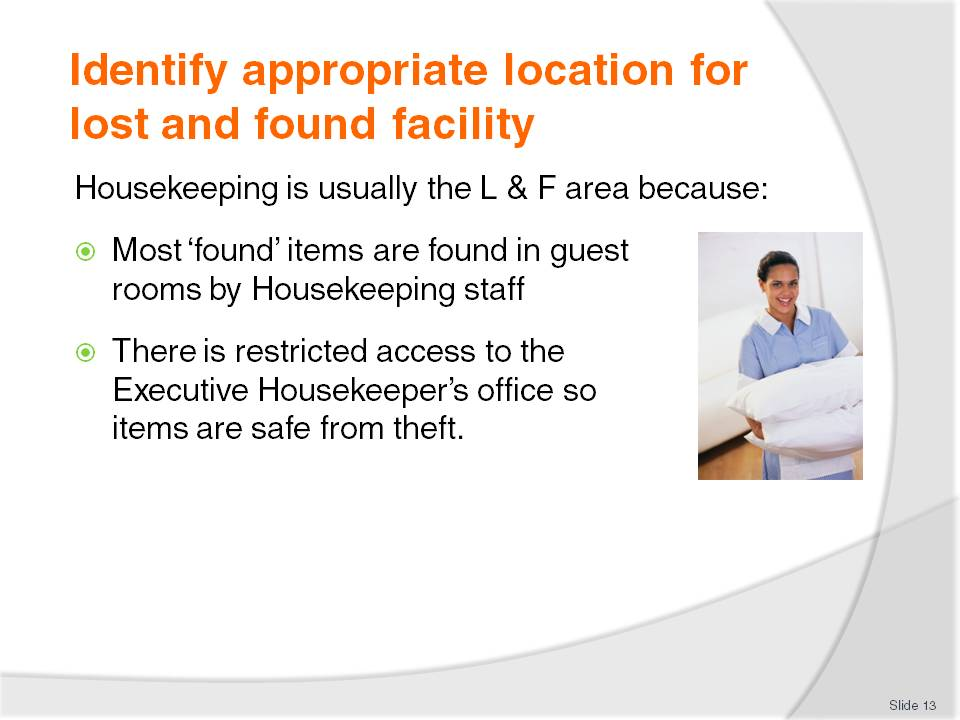 Identify appropriate location for
lost and found facility
Housekeeping is usually the L & F area because:
Most ‘found’ items are found in guest
rooms by Housekeeping staff
There is restricted access to the
Executive Housekeeper’s office so
items are safe from theft.
Slide 13